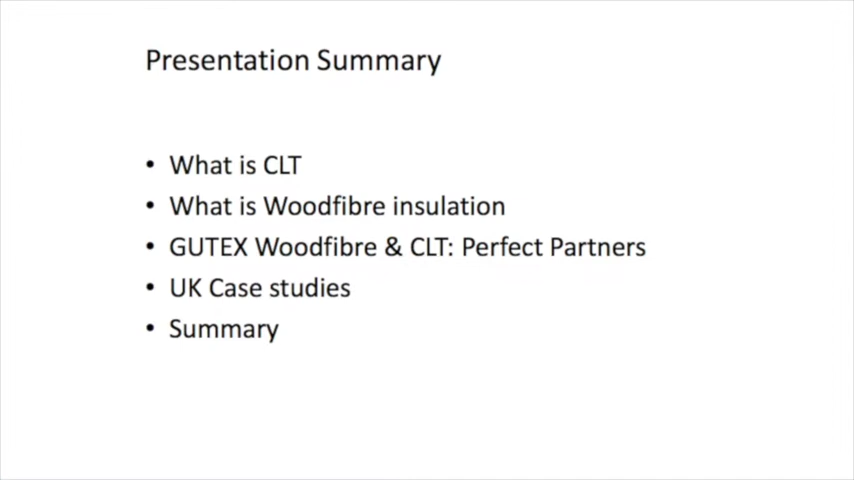 Presentation Summary
• What is CLT
• What is Woodfibre insulation
• GUTEX Woodfibre & CLT: Perfect Partners
• UK Case studies
• Summary